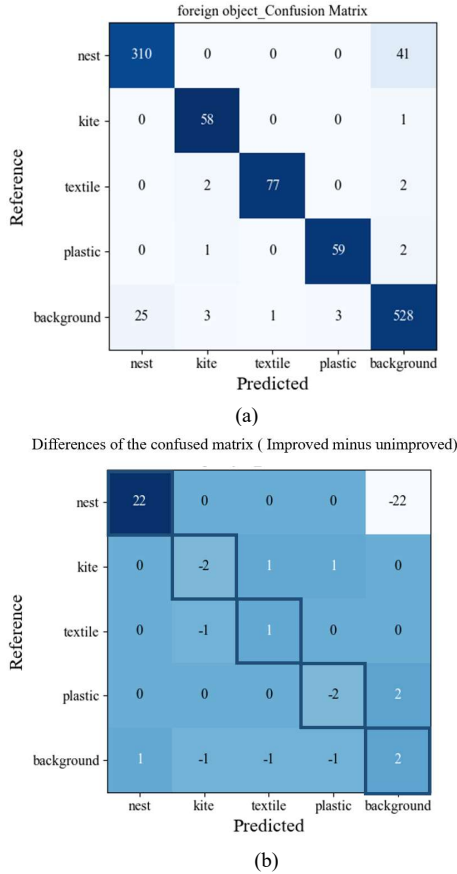 foreign object_Confusion Matrix
nest 310 0 0 0 41
kite 0 58 0 0 1
textile 0 2 77 0 2
plastic 0 1 0 59 2
background 25 3 1 3 528
Reference
nest kite textile plastic background
Predicted
(a)
Differences of the confused matrix ( Improved minus unimproved)
nest 22 0 0 0 -22
kite 0 -2 1 1 0
textile 0 -1 1 0 0
plastic 0 0 0 -2 2
background 1 -1 -1 -1 2
Reference
nest kite textile plastic background
Predicted
(b)